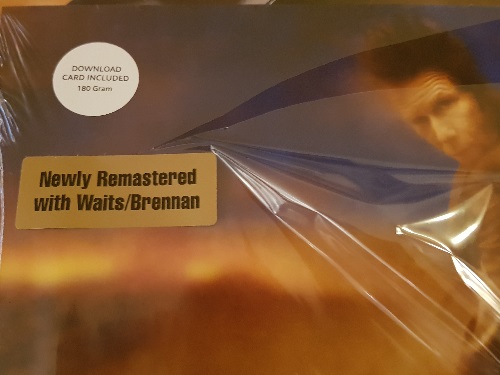 DOWNLOAD
CARD INCLUDED
180 Gram
Newly Remastered
with Waits/Brennan